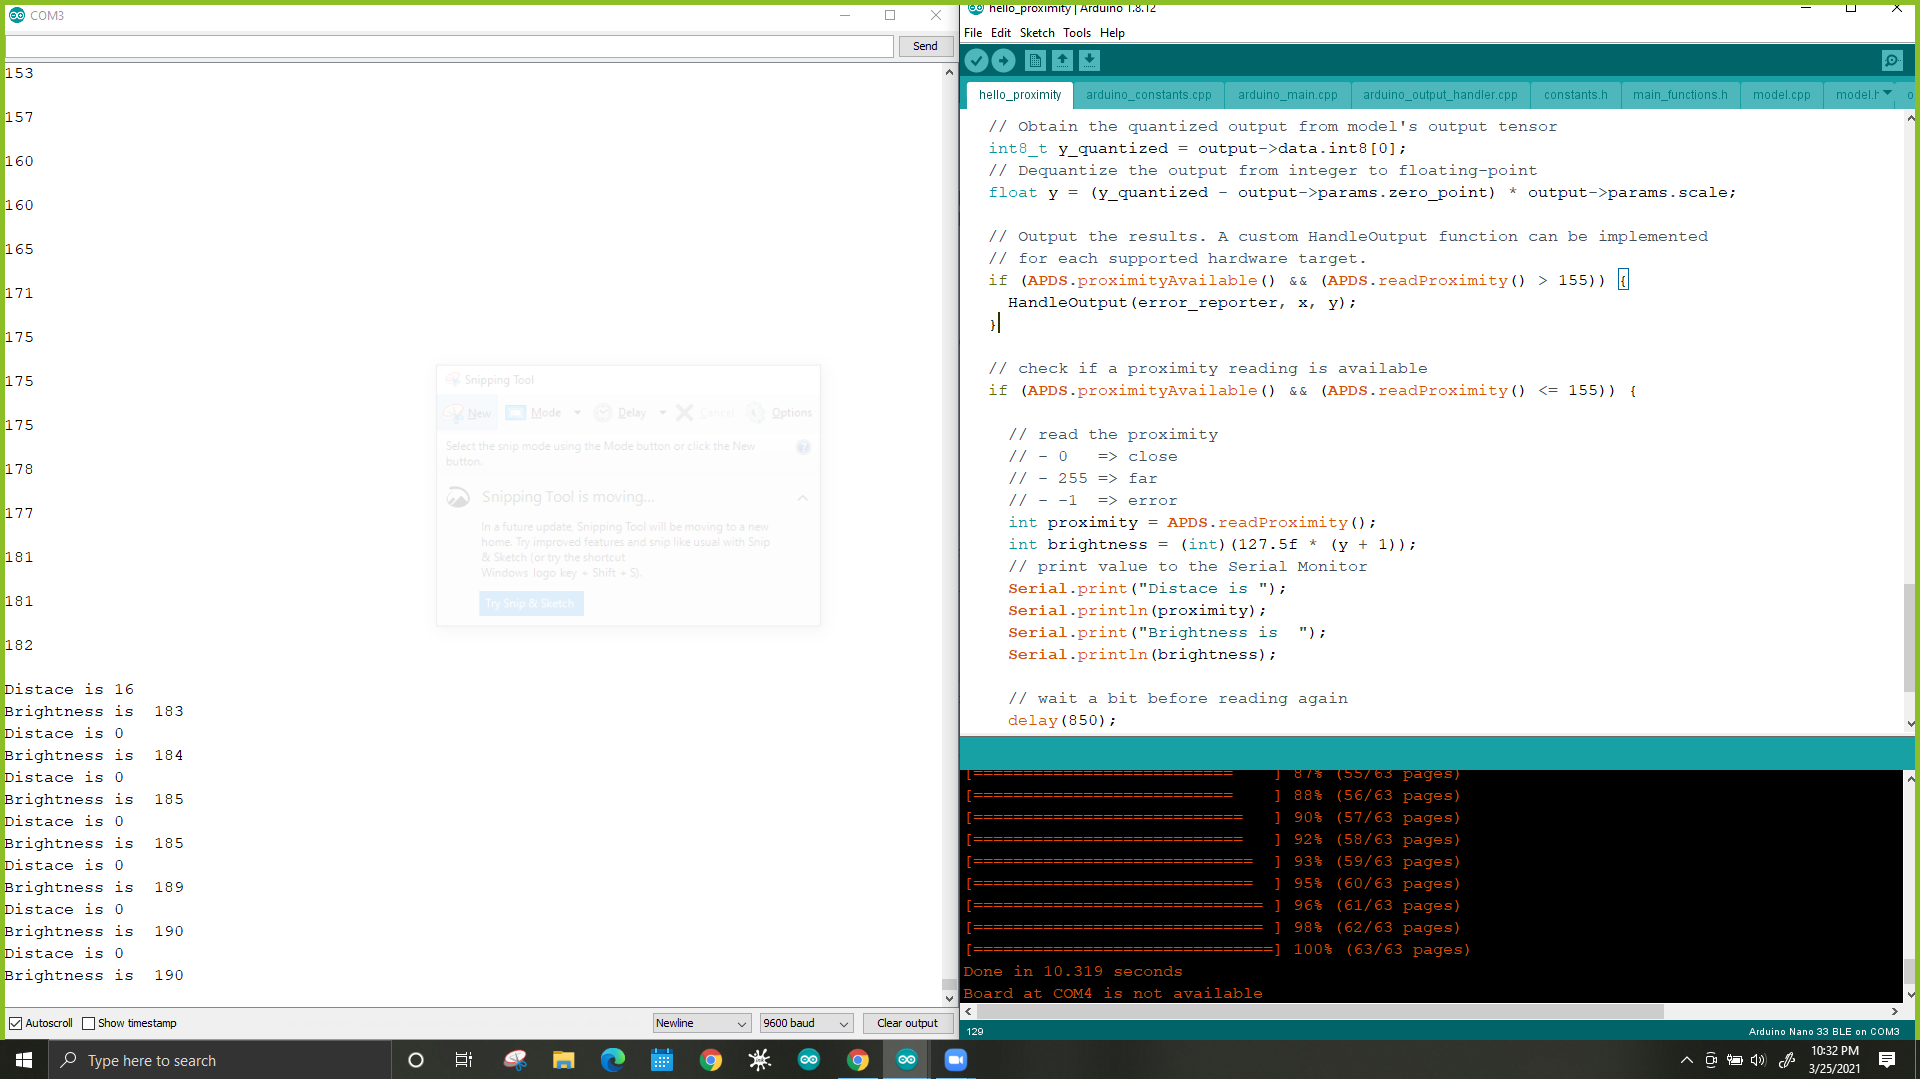 COM3
Send
153
157
160
160
165
171
175
175
175
178
177
181
181
182
Distace is 16
Brightness is  183
Distace is 0
Brightness is  184
Distace is 0
Brightness is  185
Distace is 0
Brightness is  185
Distace is 0
Brightness is  189
Distace is 0
Brightness is  190
Distace is 0
Brightness is  190
Autoscroll Show timestamp Newline 9600 baud Clear output
Snipping Tool
New Mode Delay Cancel Options
Select the snip mode using the Mode button or click the New
button.
Snipping Tool is moving...
In a future update, Snipping Tool will be moving to a new
home. Try improved features and snip like usual with Snip
& Sketch (or try the shortcut
Windows logo key + Shift + S).
Try Snip & Sketch
hello_proximity | Arduino 1.8.12
File Edit Sketch Tools Help
hello_proximity arduino_constants.cpp arduino_main.cpp arduino_output_handler.cpp constants.h main_functions.h model.cpp model.h
// Obtain the quantized output from model's output tensor
int8_t y_quantized = output->data.int8[0];
// Dequantize the output from integer to floating-point
float y = (y_quantized - output->params.zero_point) * output->params.scale;
// Output the results. A custom HandleOutput function can be implemented
// for each supported hardware target.
if (APDS.proximityAvailable() && (APDS.readProximity() > 155)) {
HandleOutput(error_reporter, x, y);
}
// check if a proximity reading is available
if (APDS.proximityAvailable() && (APDS.readProximity() <= 155)) {
// read the proximity
// - 0   => close
// - 255 => far
// - -1  => error
int proximity = APDS.readProximity();
int brightness = (int)(127.5f * (y + 1));
// print value to the Serial Monitor
Serial.print("Distace is ");
Serial.println(proximity);
Serial.print("Brightness is  ");
Serial.println(brightness);
// wait a bit before reading again
delay(850);
[==========================    ] 87% (55/63 pages)
[==========================    ] 88% (56/63 pages)
[===========================   ] 90% (57/63 pages)
[===========================   ] 92% (58/63 pages)
[============================  ] 93% (59/63 pages)
[============================  ] 95% (60/63 pages)
[============================= ] 96% (61/63 pages)
[============================= ] 98% (62/63 pages)
[==============================] 100% (63/63 pages)
Done in 10.319 seconds
Board at COM4 is not available
129 Arduino Nano 33 BLE on COM3
Type here to search
10:32 PM
3/25/2021